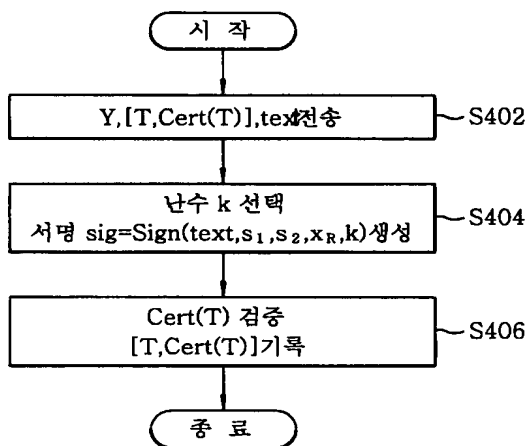 시 작
Y,[T,Cert(T)],text전송
S402
난수 k 선택
서명 sig=Sign(text,s₁,s₂,x_R,k)생성
S404
Cert(T) 검증
[T,Cert(T)]기록
S406
종 료